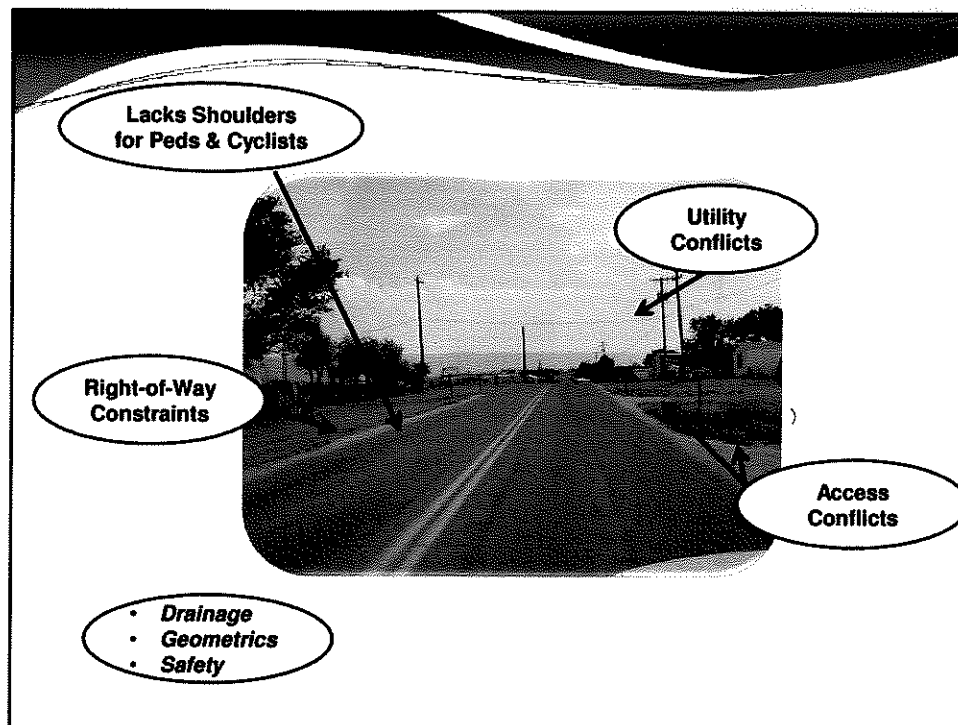 Lacks Shoulders
for Peds & Cyclists
Utility
Conflicts
Right-of-Way
Constraints
Access
Conflicts
• Drainage
• Geometrics
• Safety